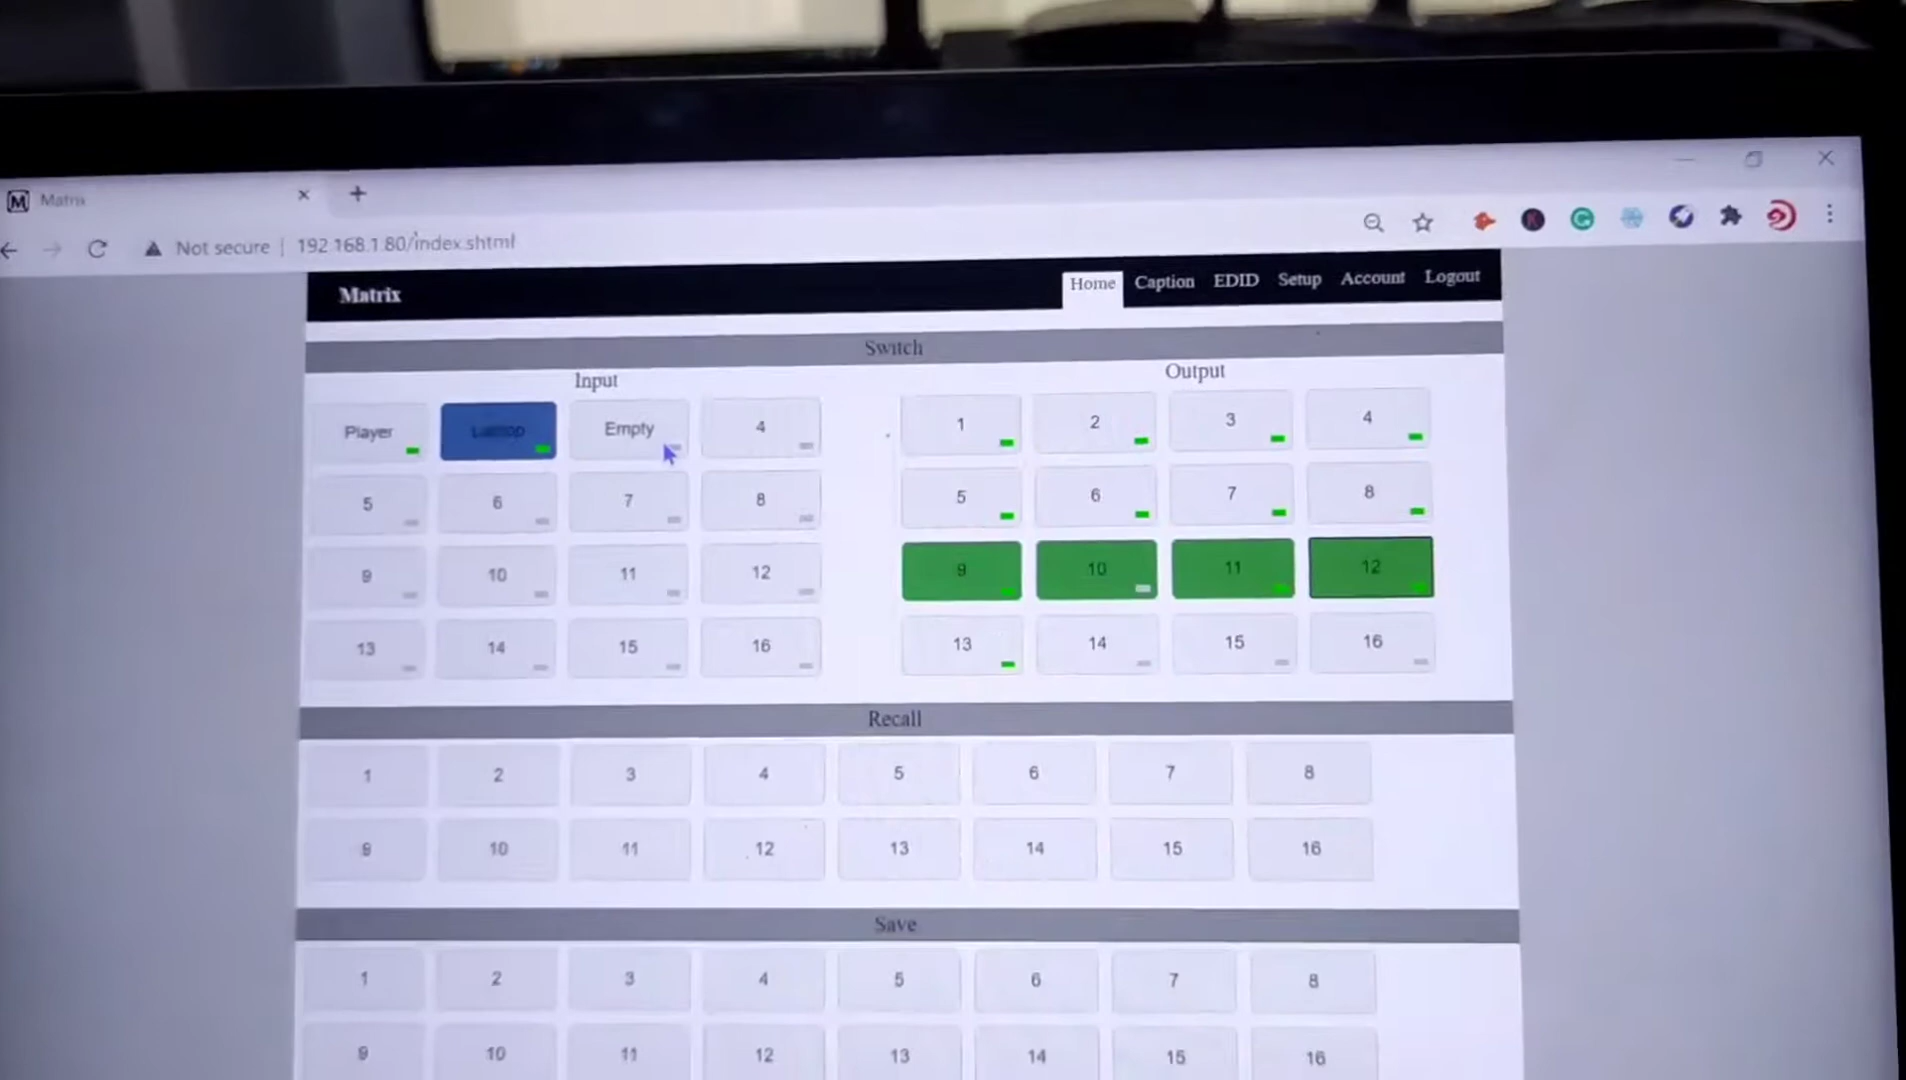 Matrix
Not secure | 192.168.1.80/index.shtml
Matrix Home Caption EDID Setup Account Logout
Switch
Input Output
Player Laptop Empty 4 1 2 3 4
5 6 7 8 5 6 7 8
9 10 11 12 9 10 11 12
13 14 15 16 13 14 15 16
Recall
1 2 3 4 5 6 7 8
9 10 11 12 13 14 15 16
Save
1 2 3 4 5 6 7 8
9 10 11 12 13 14 15 16